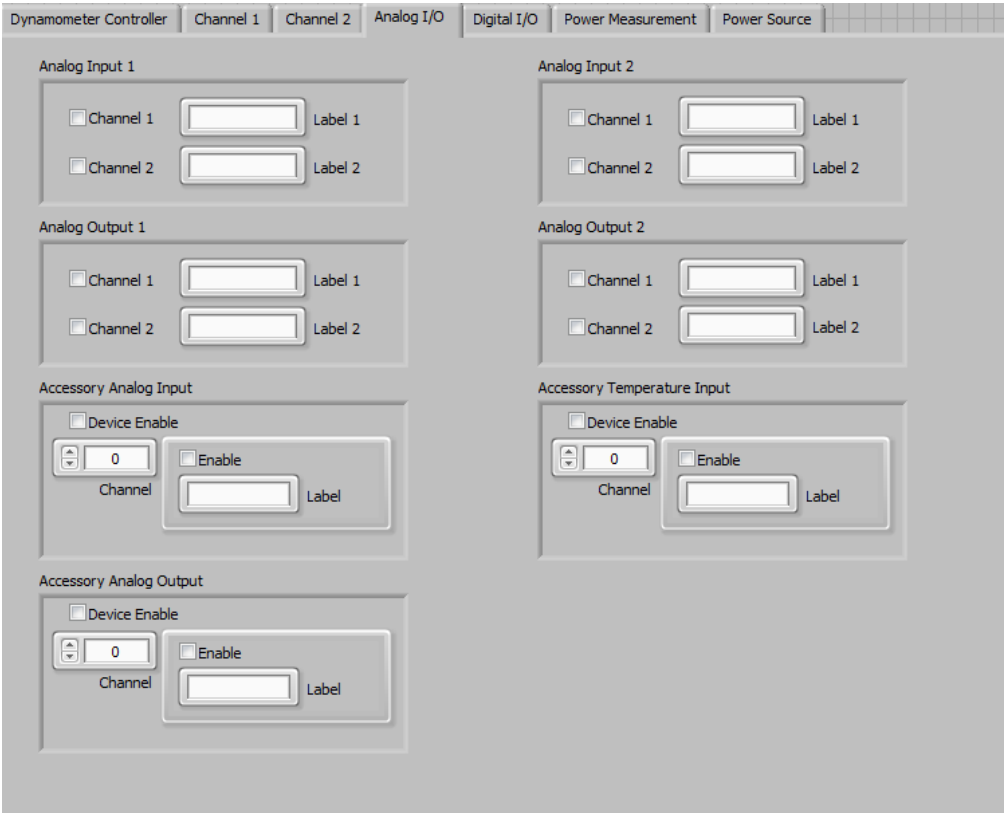 Dynamometer Controller Channel 1 Channel 2 Analog I/O Digital I/O Power Measurement Power Source
Analog Input 1
Channel 1 Label 1
Channel 2 Label 2
Analog Input 2
Channel 1 Label 1
Channel 2 Label 2
Analog Output 1
Channel 1 Label 1
Channel 2 Label 2
Analog Output 2
Channel 1 Label 1
Channel 2 Label 2
Accessory Analog Input
Device Enable
0 Enable
Channel Label
Accessory Temperature Input
Device Enable
0 Enable
Channel Label
Accessory Analog Output
Device Enable
0 Enable
Channel Label